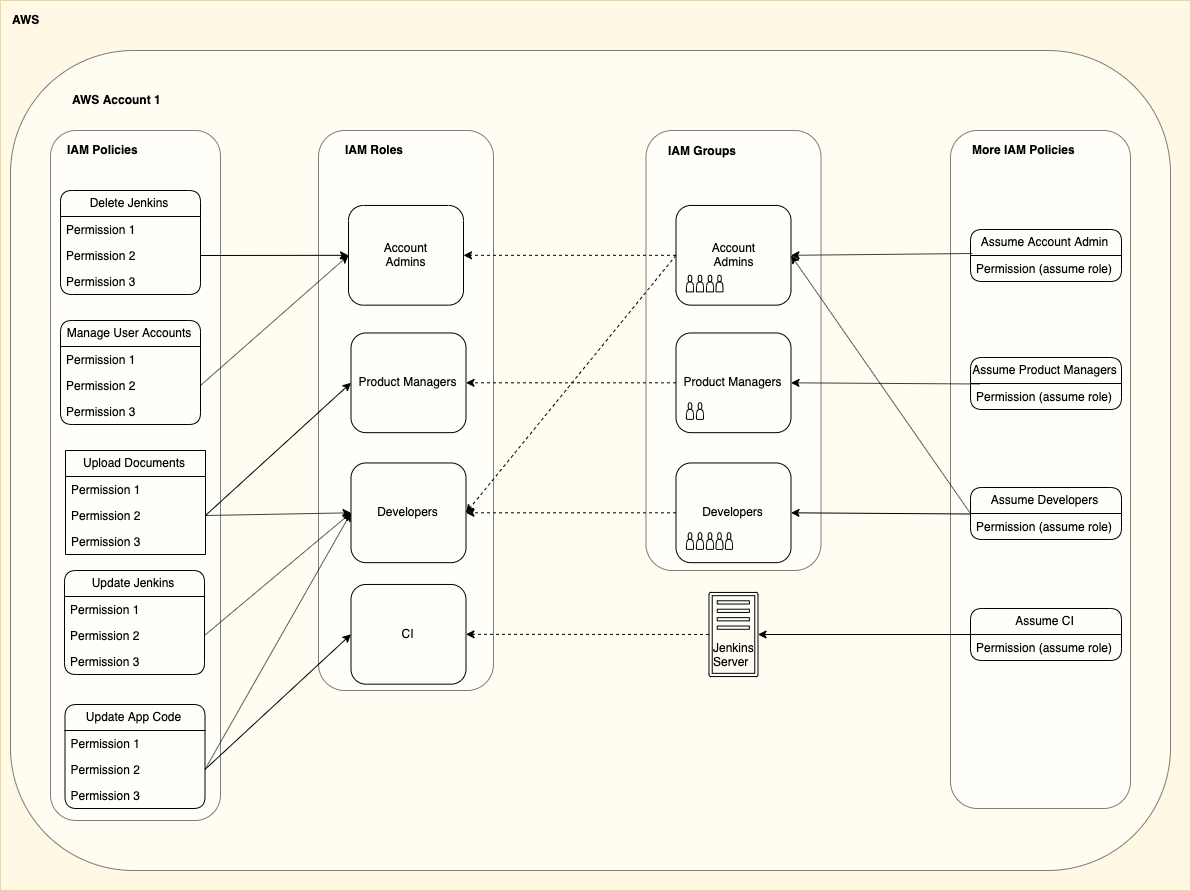 AWS
AWS Account 1
IAM Policies
Delete Jenkins
Permission 1
Permission 2
Permission 3
Manage User Accounts
Permission 1
Permission 2
Permission 3
Upload Documents
Permission 1
Permission 2
Permission 3
Update Jenkins
Permission 1
Permission 2
Permission 3
Update App Code
Permission 1
Permission 2
Permission 3
IAM Roles
Account
Admins
Product Managers
Developers
CI
IAM Groups
Account
Admins
Product Managers
Developers
Jenkins
Server
More IAM Policies
Assume Account Admin
Permission (assume role)
Assume Product Managers
Permission (assume role)
Assume Developers
Permission (assume role)
Assume CI
Permission (assume role)